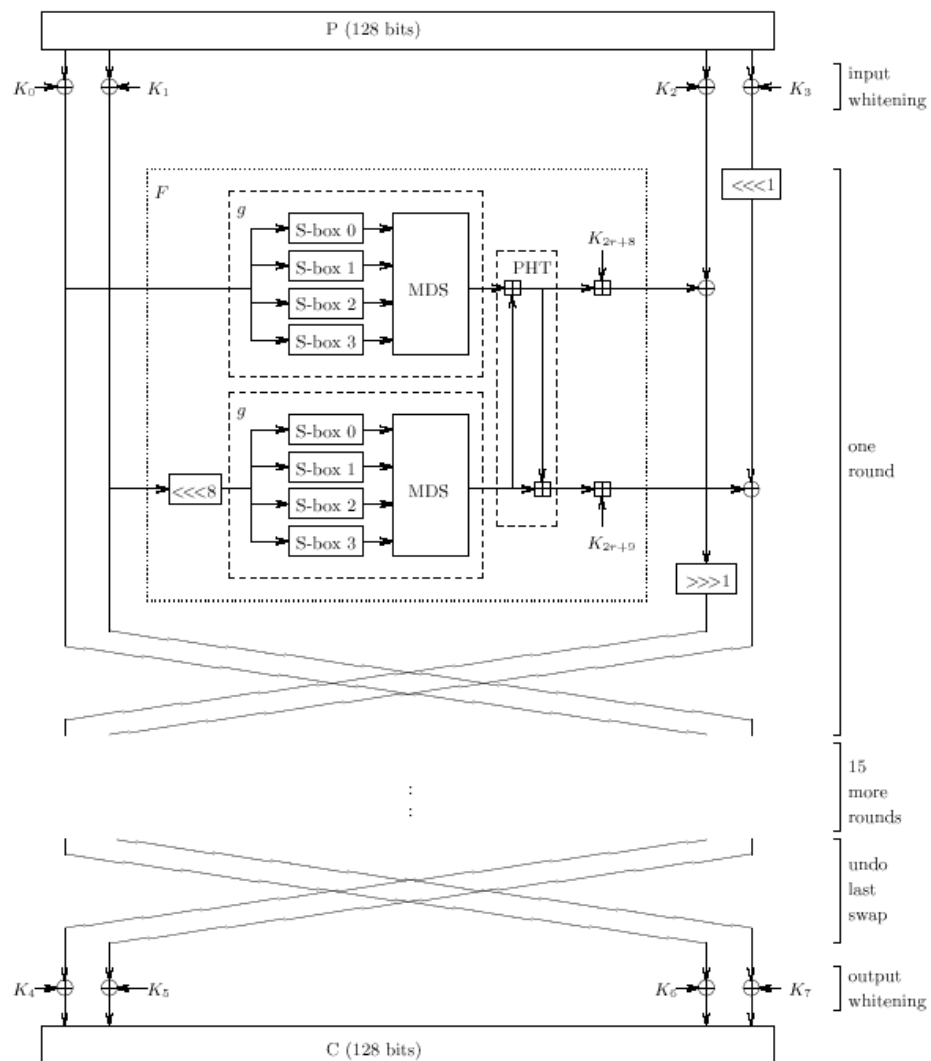 P (128 bits)
K₀ K₁ K₂ K₃
input
whitening
F
<<<1
g
S-box 0
S-box 1
S-box 2
S-box 3
MDS
PHT
K₂ᵣ₊₈
one
round
<<<8
g
S-box 0
S-box 1
S-box 2
S-box 3
MDS
K₂ᵣ₊₉
>>>1
15
more
rounds
:
:
undo
last
swap
K₄ K₅ K₆ K₇
output
whitening
C (128 bits)